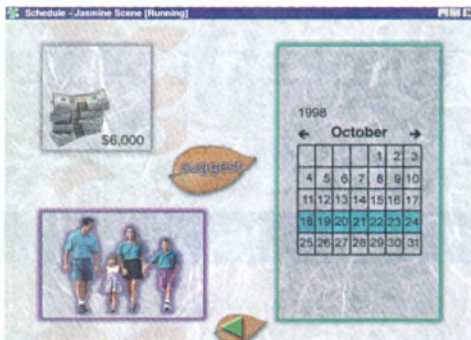 Schedule - Jasmine Scene [Running]
$6,000
suggest
1998
October
1 2 3
4 5 6 7 8 9 10
11 12 13 14 15 16 17
18 19 20 21 22 23 24
25 26 27 28 29 30 31